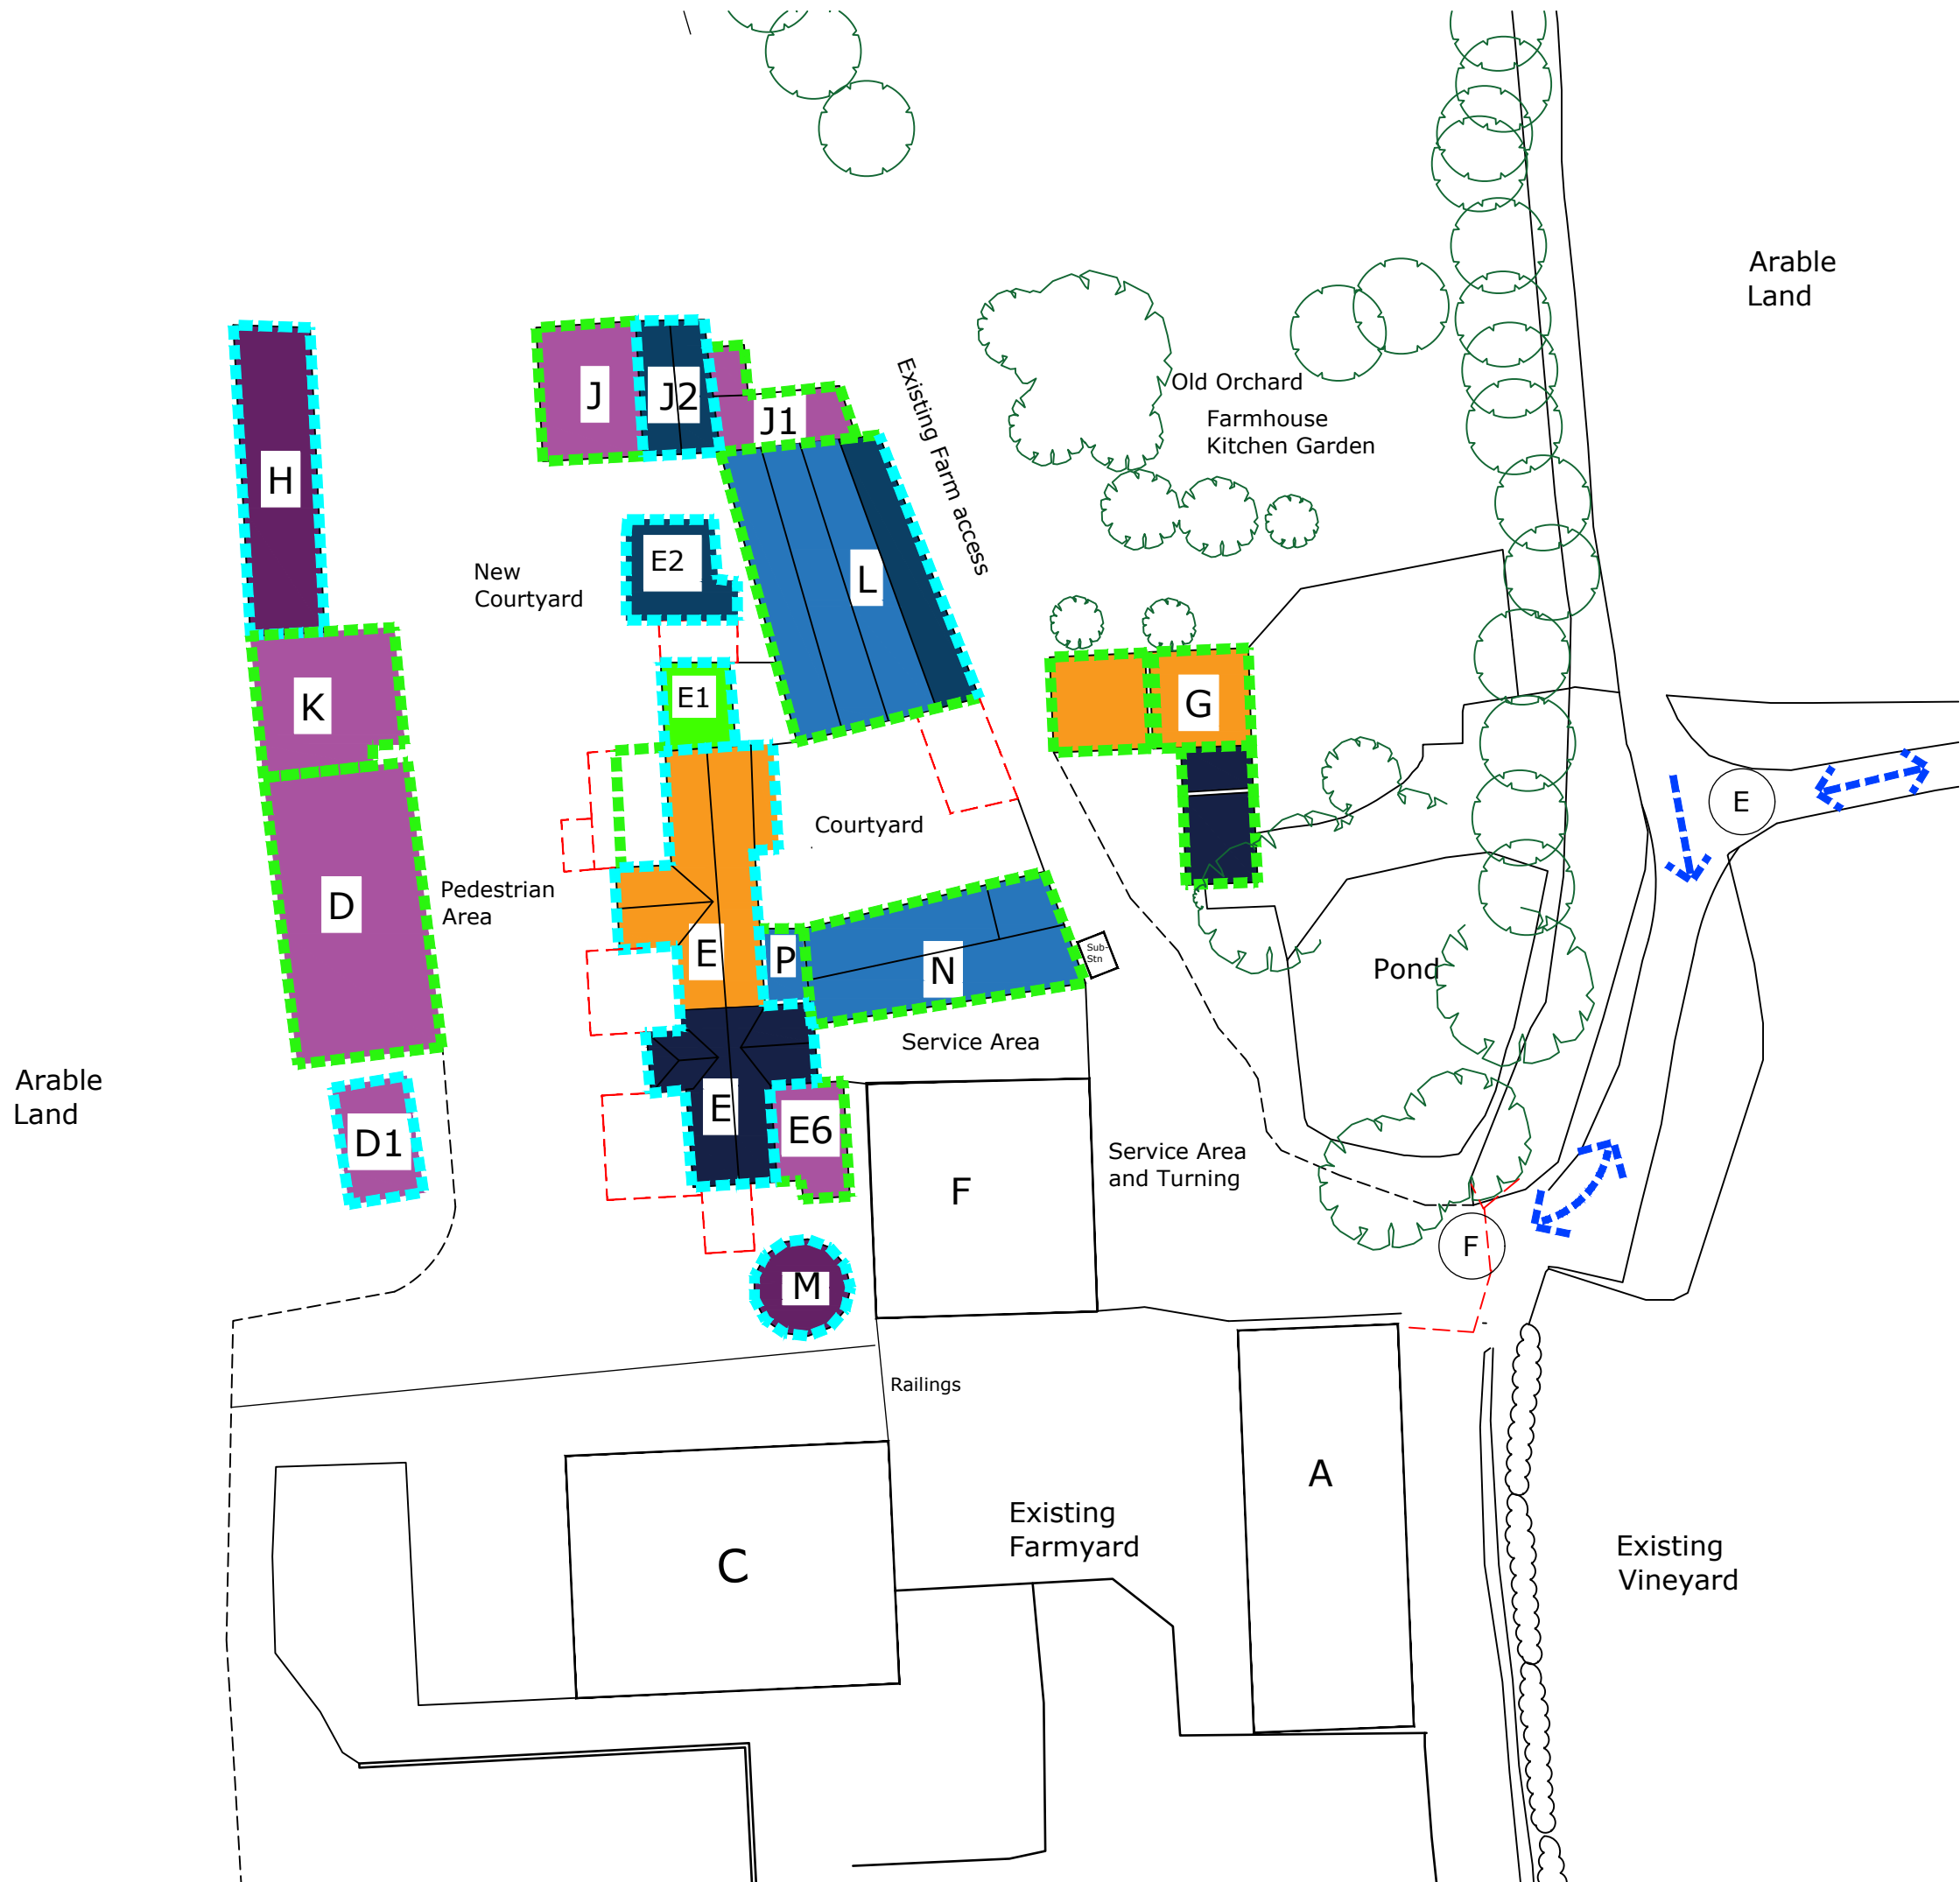 Arable
Land
Existing Farm access
Old Orchard
Farmhouse
Kitchen Garden
J
J2
J1
H
E2
L
New
Courtyard
E1
K
G
E
Courtyard
D
Pedestrian
Area
E
P
N
Sub-
Stn
Pond
Service Area
Arable
Land
E
E6
D1
F
Service Area
and Turning
F
M
Railings
A
Existing
Farmyard
C
Existing
Vineyard